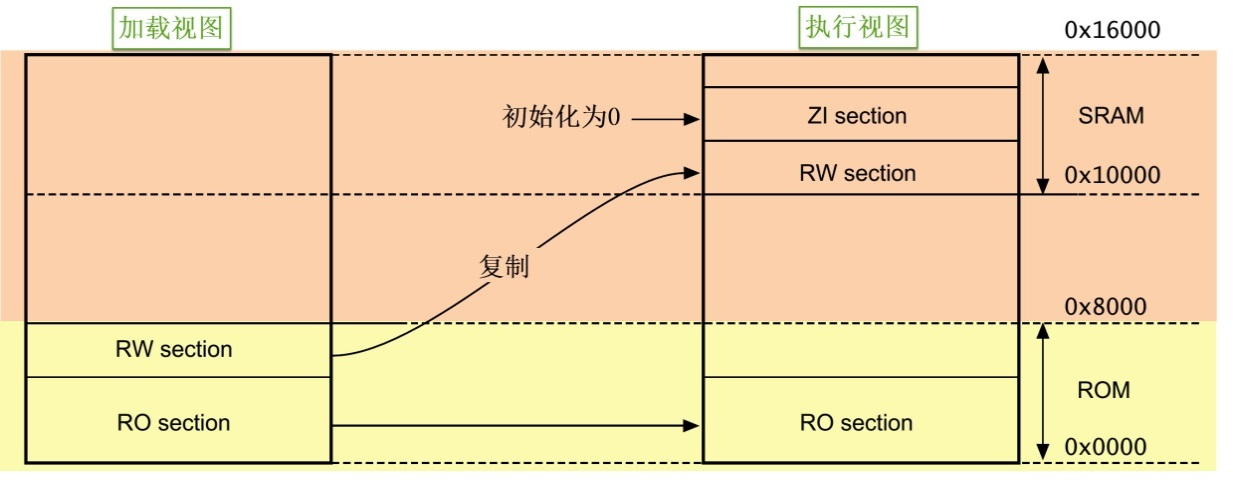 加载视图
执行视图
0x16000
初始化为0
ZI section
SRAM
RW section
0x10000
复制
0x8000
RW section
ROM
RO section
RO section
0x0000